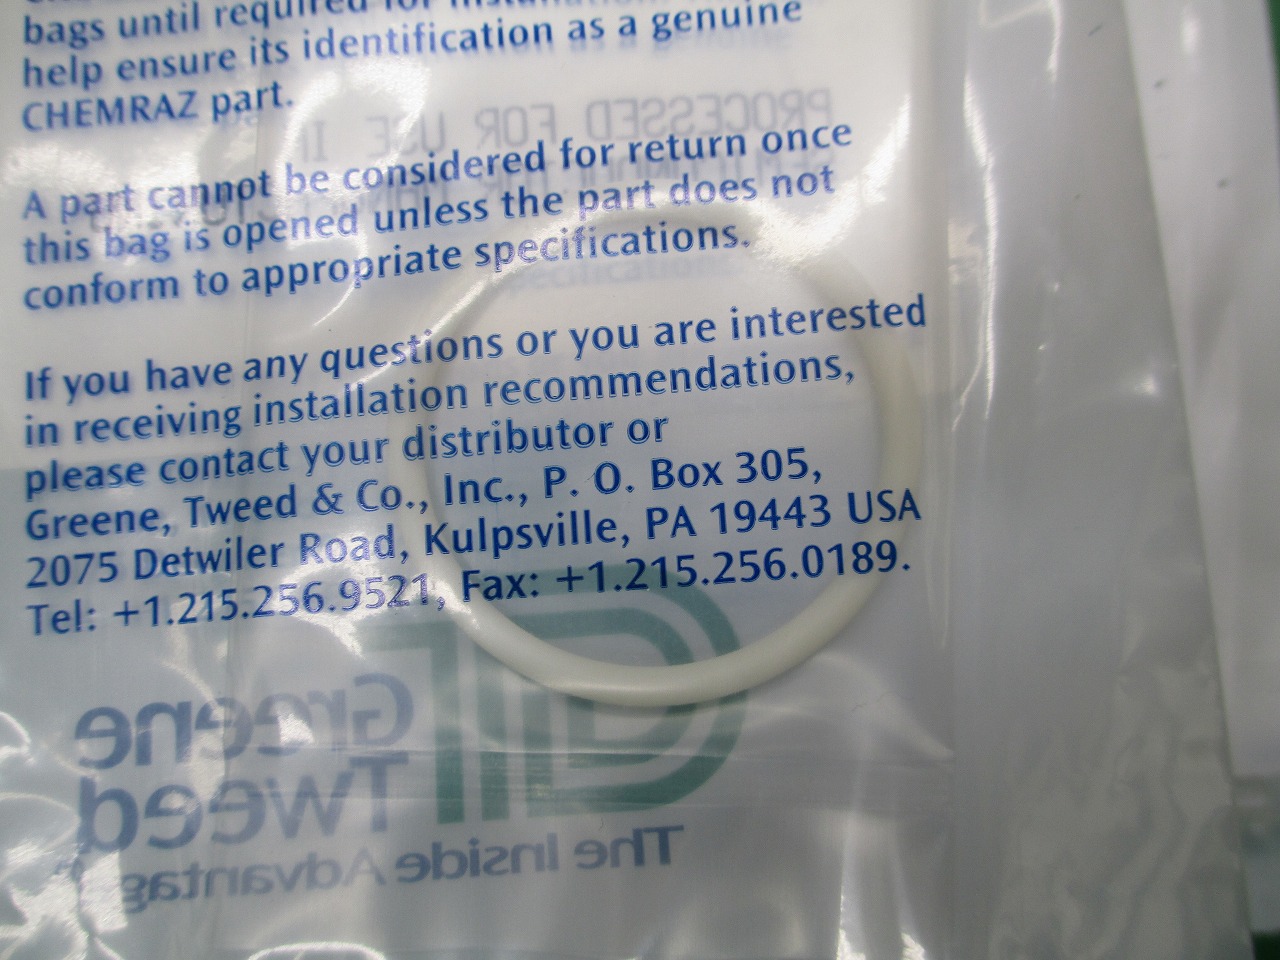 bags until required for
help ensure its identification as a genuine
CHEMRAZ part.
PROCESSED FOR USE I
A part cannot be considered for return once
this bag is opened unless the part does not
conform to appropriate specifications.
If you have any questions or you are interested
in receiving installation recommendations,
please contact your distributor or
Greene, Tweed & Co., Inc., P. O. Box 305,
2075 Detwiler Road, Kulpsville, PA 19443 USA
Tel: +1.215.256.9521, Fax: +1.215.256.0189.
Greene
Tweed
The Inside Advantag